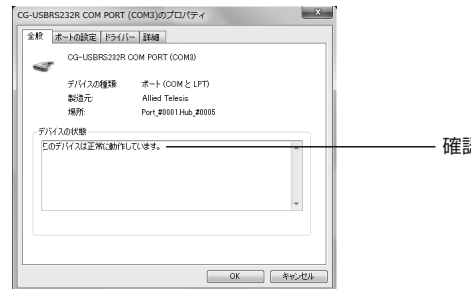 CG-USBRS232R COM PORT (COM3)のプロパティ
全般 ポートの設定 ドライバー 詳細
CG-USBRS232R COM PORT (COM3)
デバイスの種類: ポート (COM と LPT)
製造元: Allied Telesis
場所: Port_#0001.Hub_#0005
デバイスの状態
このデバイスは正常に動作しています。
確認
OK キャンセル